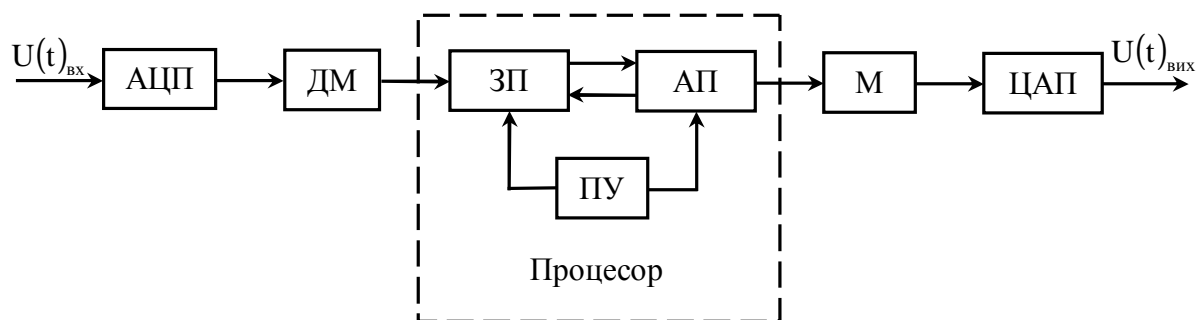 U(t)вх
АЦП
ДМ
ЗП
АП
М
ЦАП
U(t)вих
ПУ
Процесор